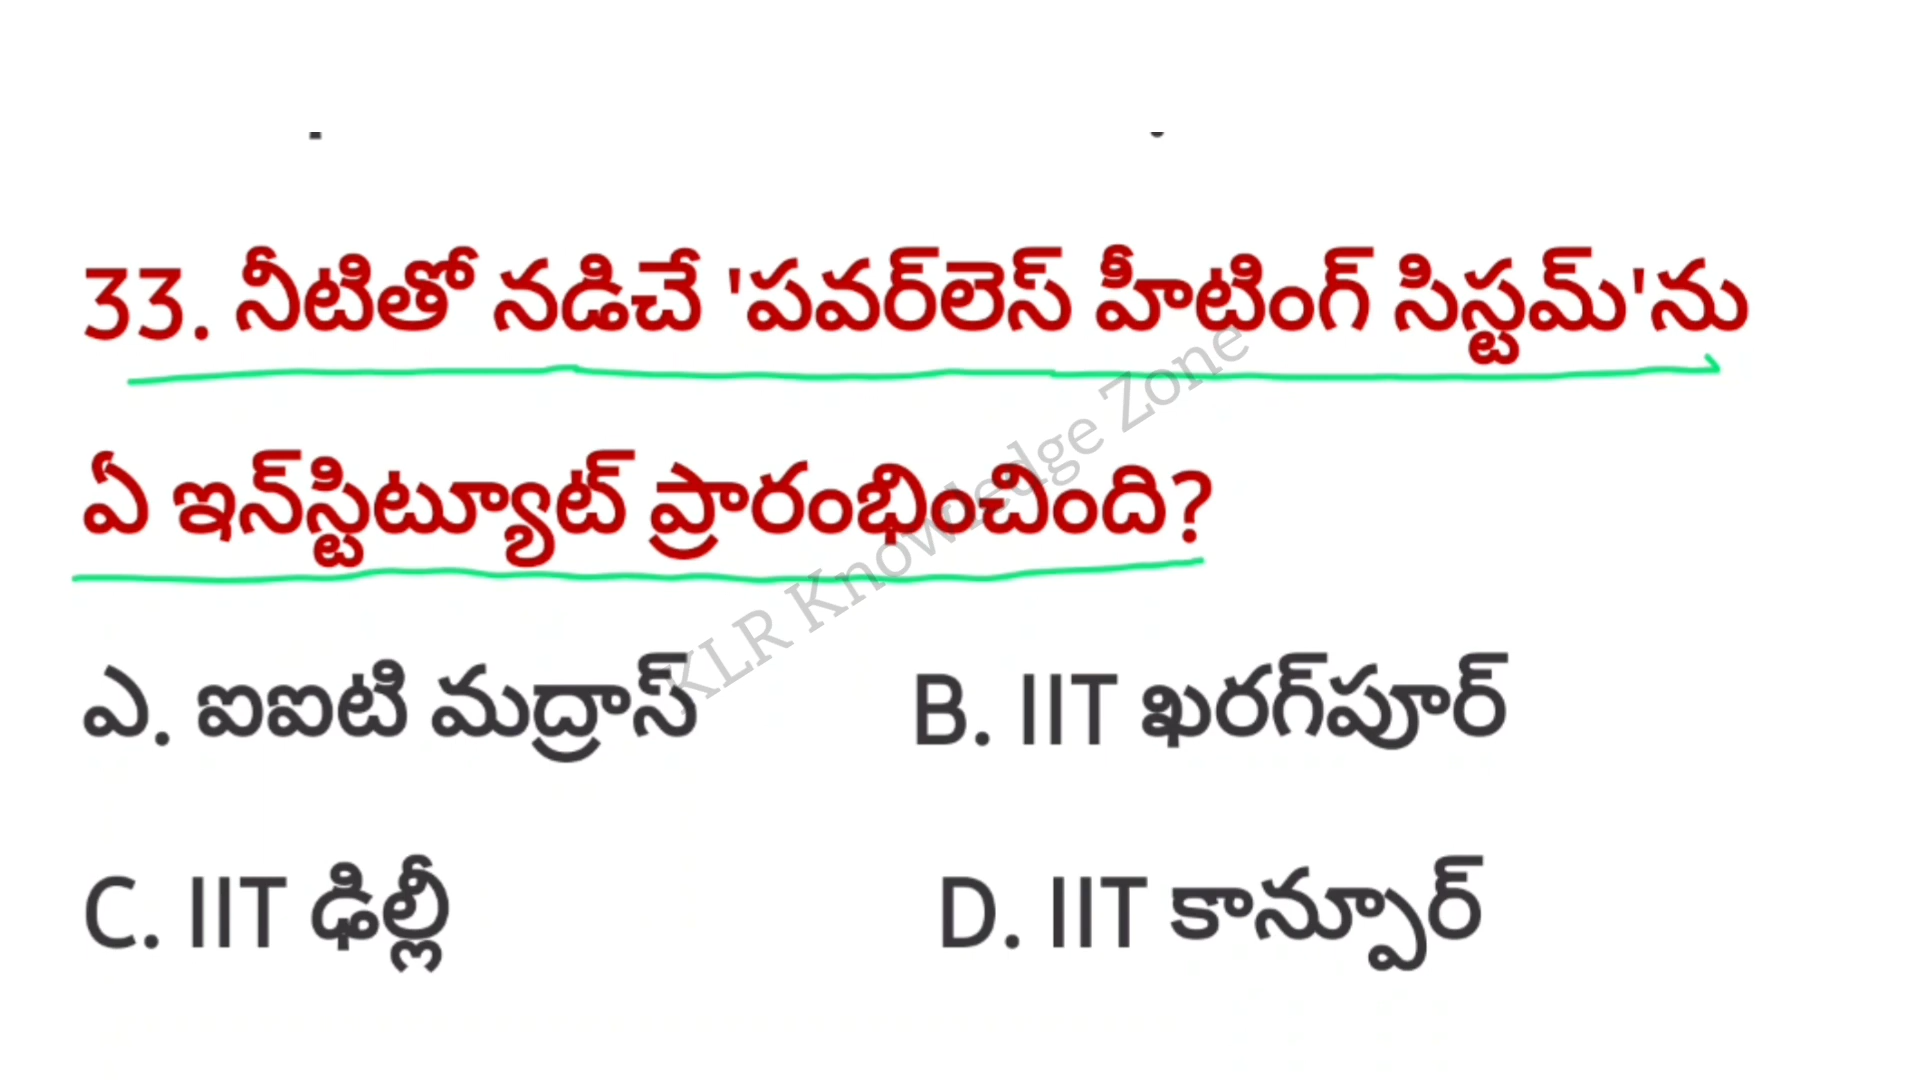 33. నీటితో నడిచే 'పవర్‌లెస్ హీటింగ్ సిస్టమ్'ను
ఏ ఇన్‌స్టిట్యూట్ ప్రారంభించింది?
KLR Knowledge Zone
ఎ. ఐఐటి మద్రాస్ B. IIT ఖరగ్‌పూర్
C. IIT ఢిల్లీ D. IIT కాన్పూర్